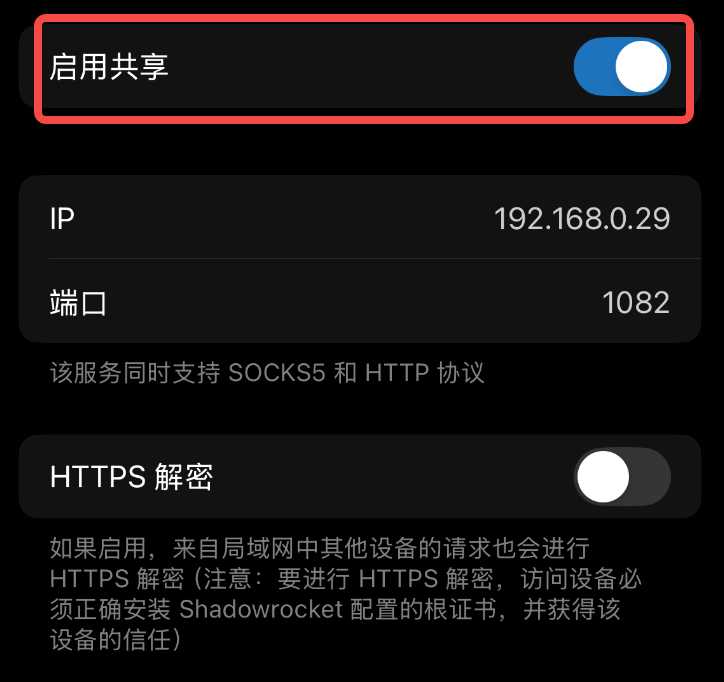 启用共享
IP
192.168.0.29
端口
1082
该服务同时支持 SOCKS5 和 HTTP 协议
HTTPS 解密
如果启用，来自局域网中其他设备的请求也会进行
HTTPS 解密（注意：要进行 HTTPS 解密，访问设备必
须正确安装 Shadowrocket 配置的根证书，并获得该
设备的信任）